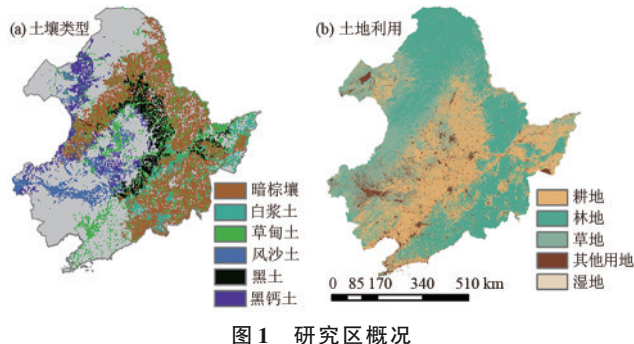 (a) 土壤类型
暗棕壤
白浆土
草甸土
风沙土
黑土
黑钙土
(b) 土地利用
耕地
林地
草地
其他用地
湿地
0 85 170 340 510 km
图 1 研究区概况